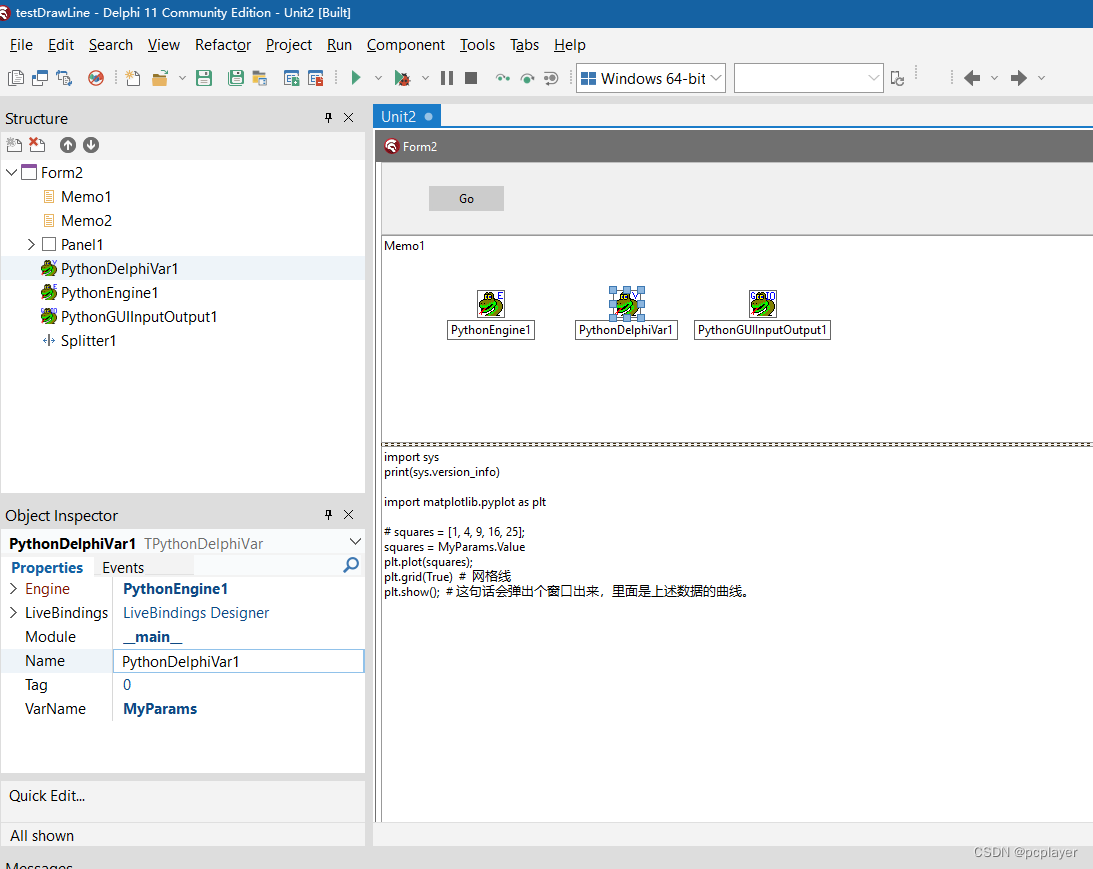 testDrawLine - Delphi 11 Community Edition - Unit2 [Built]
File Edit Search View Refactor Project Run Component Tools Tabs Help
Windows 64-bit
Structure
Form2
Memo1
Memo2
Panel1
PythonDelphiVar1
PythonEngine1
PythonGUIInputOutput1
Splitter1
Object Inspector
PythonDelphiVar1 TPythonDelphiVar
Properties Events
Engine PythonEngine1
LiveBindings LiveBindings Designer
Module __main__
Name PythonDelphiVar1
Tag 0
VarName MyParams
Quick Edit...
All shown
Messages
Unit2
Form2
Go
Memo1
PythonEngine1 PythonDelphiVar1 PythonGUIInputOutput1
import sys
print(sys.version_info)
import matplotlib.pyplot as plt
# squares = [1, 4, 9, 16, 25];
squares = MyParams.Value
plt.plot(squares);
plt.grid(True) # 网格线
plt.show(); # 这句话会弹出个窗口出来，里面是上述数据的曲线。
CSDN @pcplayer